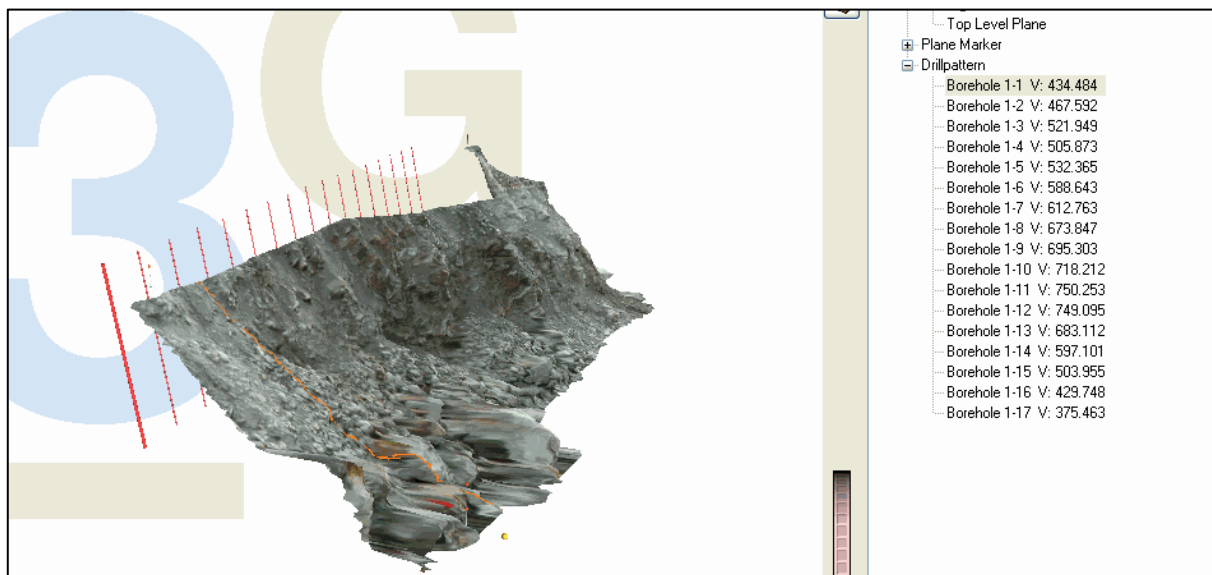 3G
Top Level Plane
Plane Marker
Drillpattern
Borehole 1-1 V: 434.484
Borehole 1-2 V: 467.592
Borehole 1-3 V: 521.949
Borehole 1-4 V: 505.873
Borehole 1-5 V: 532.365
Borehole 1-6 V: 588.643
Borehole 1-7 V: 612.763
Borehole 1-8 V: 673.847
Borehole 1-9 V: 695.303
Borehole 1-10 V: 718.212
Borehole 1-11 V: 750.253
Borehole 1-12 V: 749.095
Borehole 1-13 V: 683.112
Borehole 1-14 V: 597.101
Borehole 1-15 V: 503.955
Borehole 1-16 V: 429.748
Borehole 1-17 V: 375.463